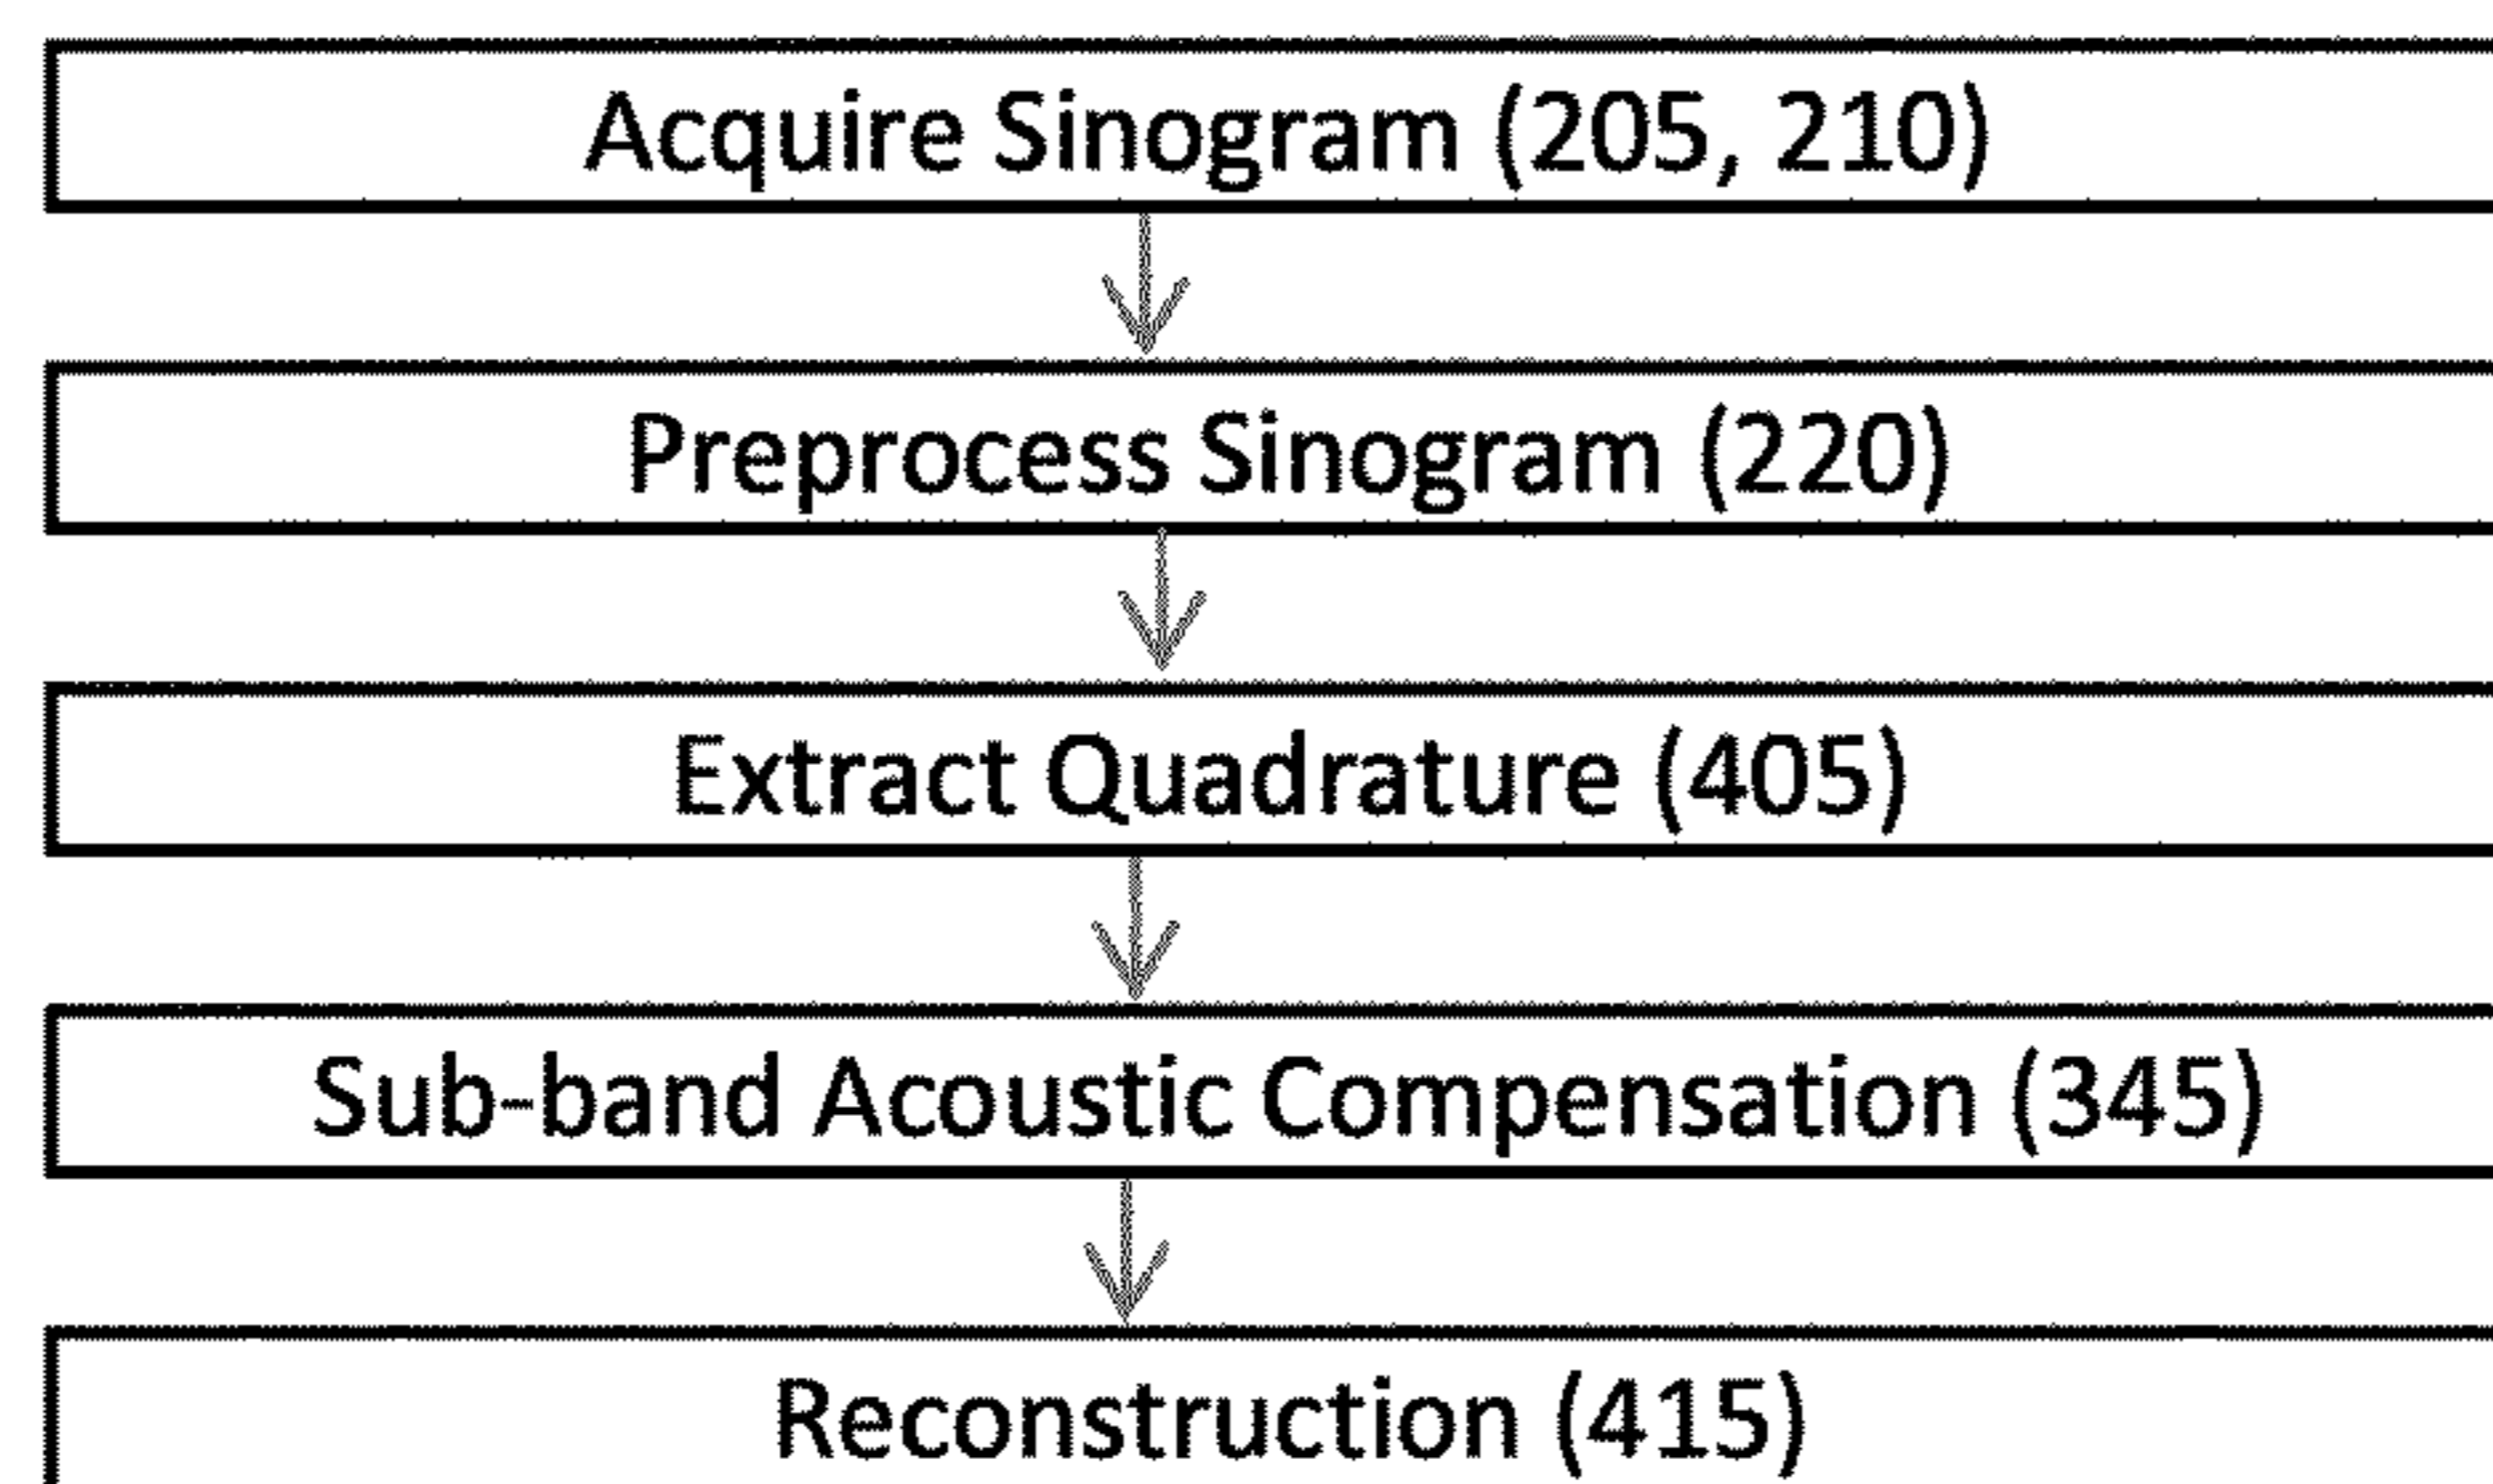 Acquire Sinogram (205, 210)
Preprocess Sinogram (220)
Extract Quadrature (405)
Sub-band Acoustic Compensation (345)
Reconstruction (415)